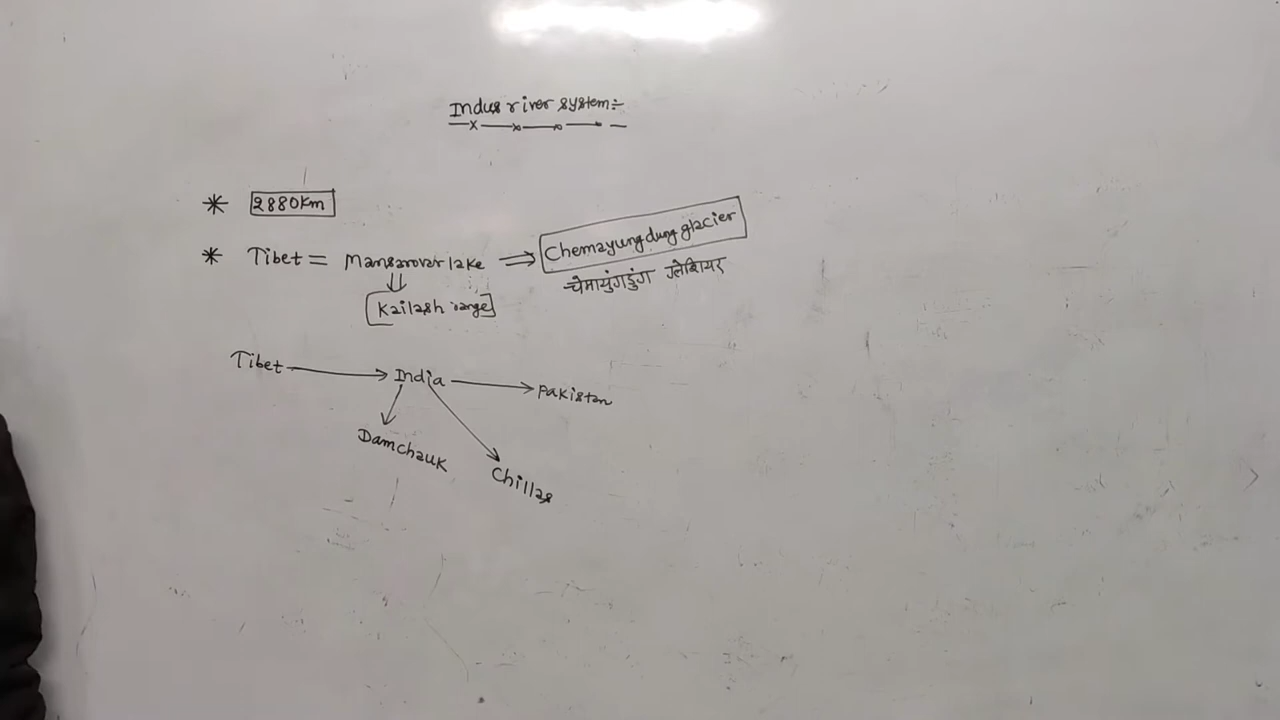 Indus river system:-
* 2880km
* Tibet = Mansarover lake ⇒ Chemayungdung glacier
चेमायुंगडुंग ग्लेशियर
⇓
[Kailash range]
Tibet → India → Pakistan
Damchauk
Chillas